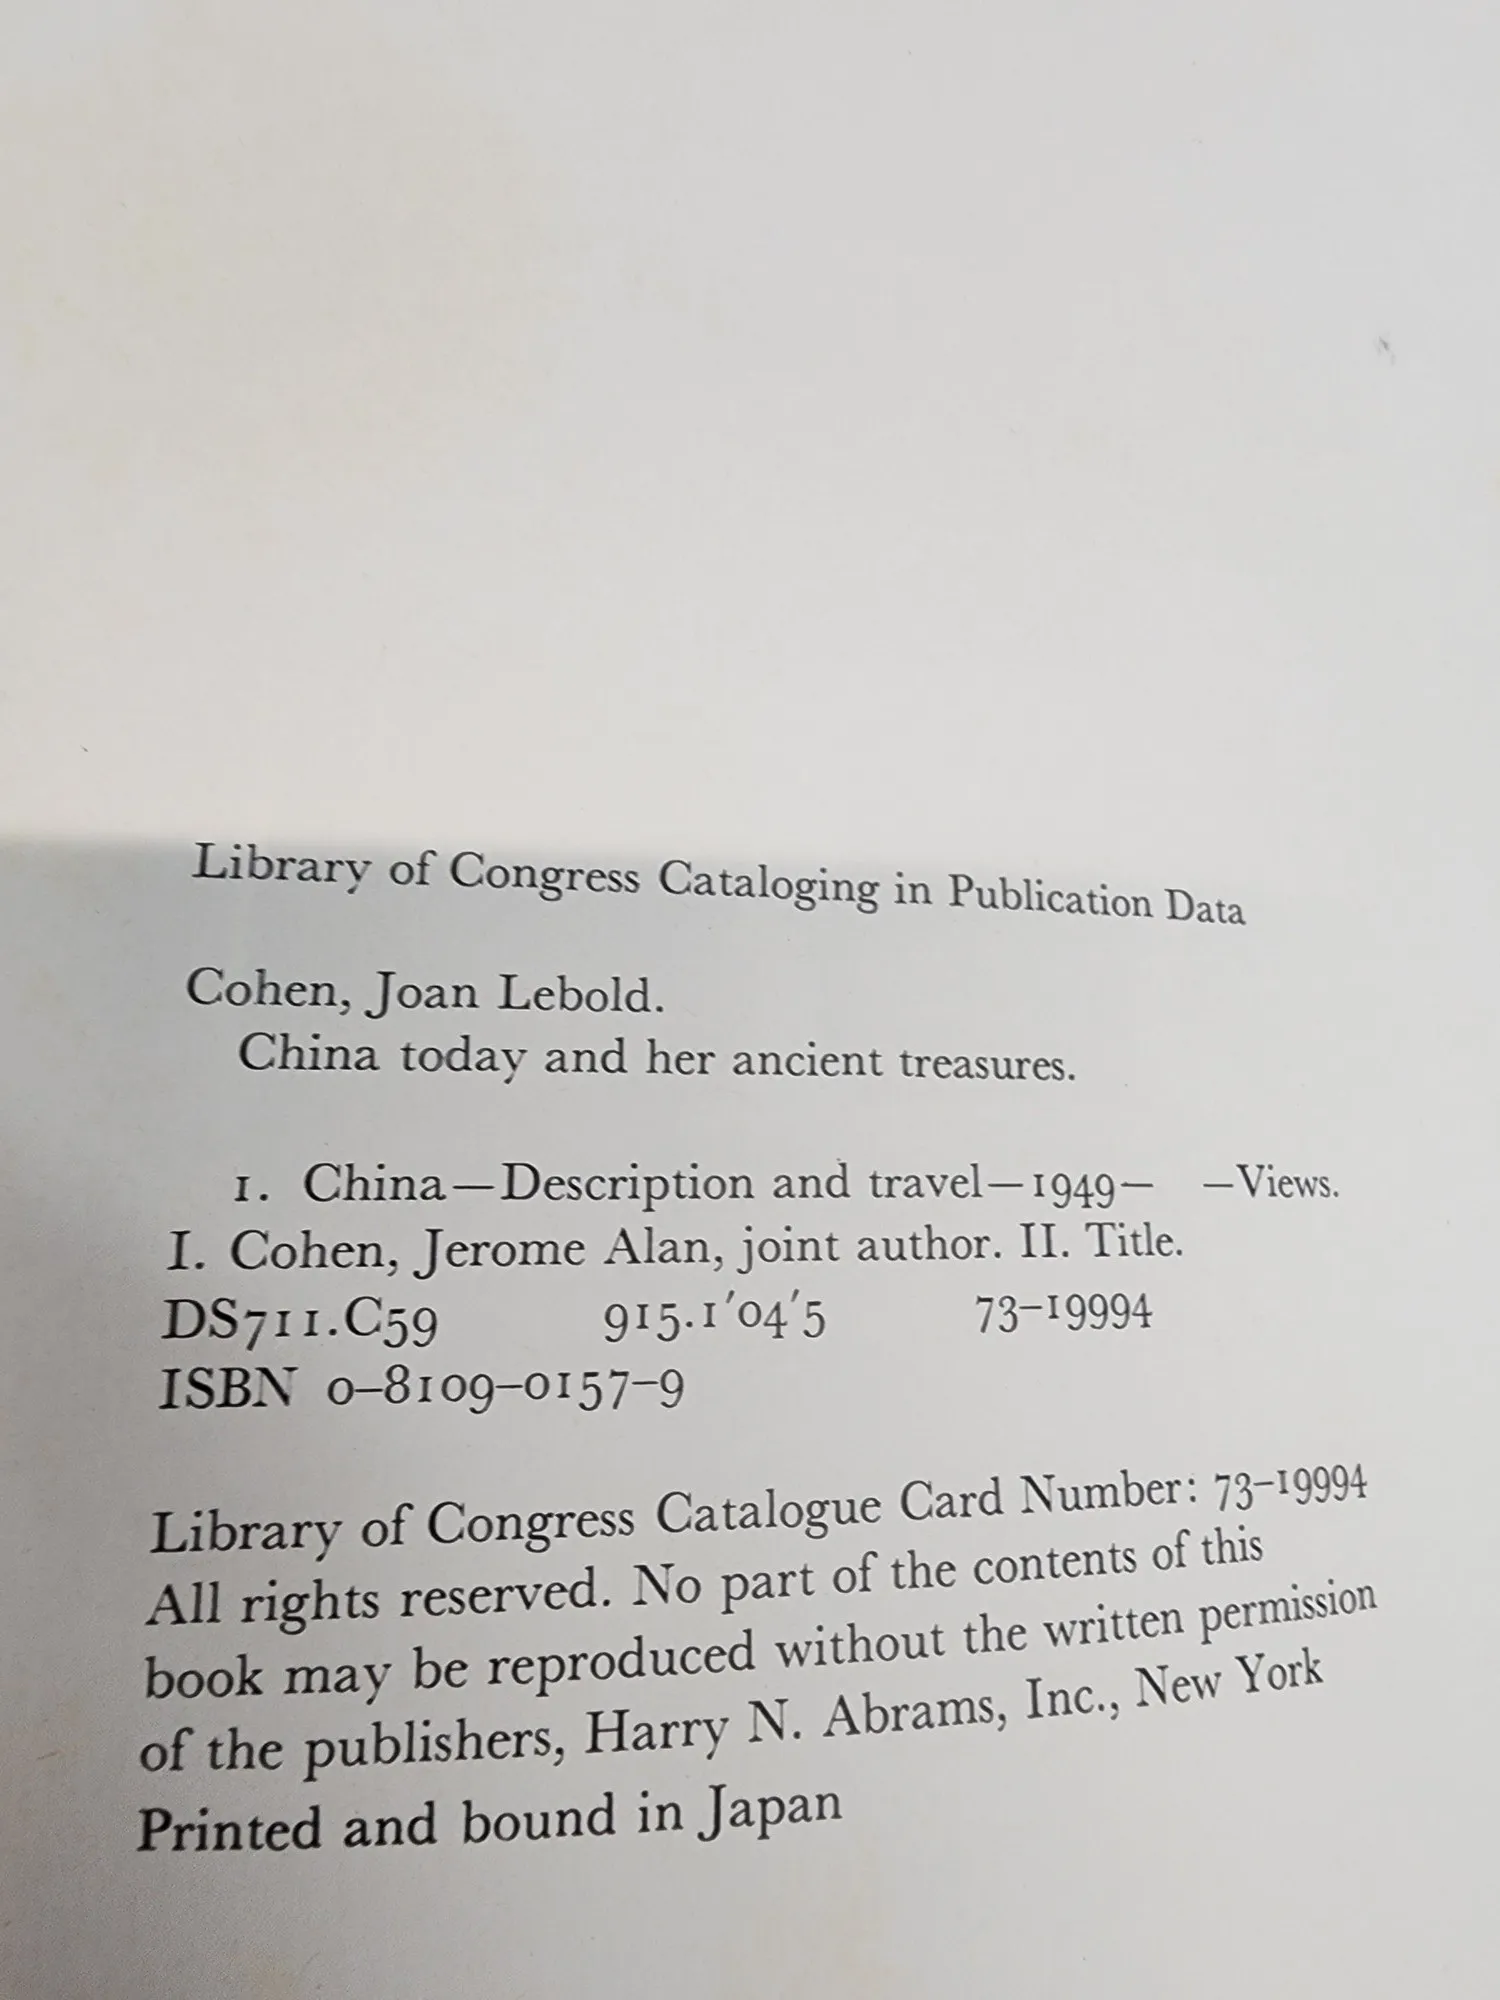 Library of Congress Cataloging in Publication Data
Cohen, Joan Lebold.
China today and her ancient treasures.
1. China—Description and travel—1949— —Views.
I. Cohen, Jerome Alan, joint author. II. Title.
DS711.C59 915.1′04′5 73-19994
ISBN 0–8109–0157–9
Library of Congress Catalogue Card Number: 73–19994
All rights reserved. No part of the contents of this
book may be reproduced without the written permission
of the publishers, Harry N. Abrams, Inc., New York
Printed and bound in Japan